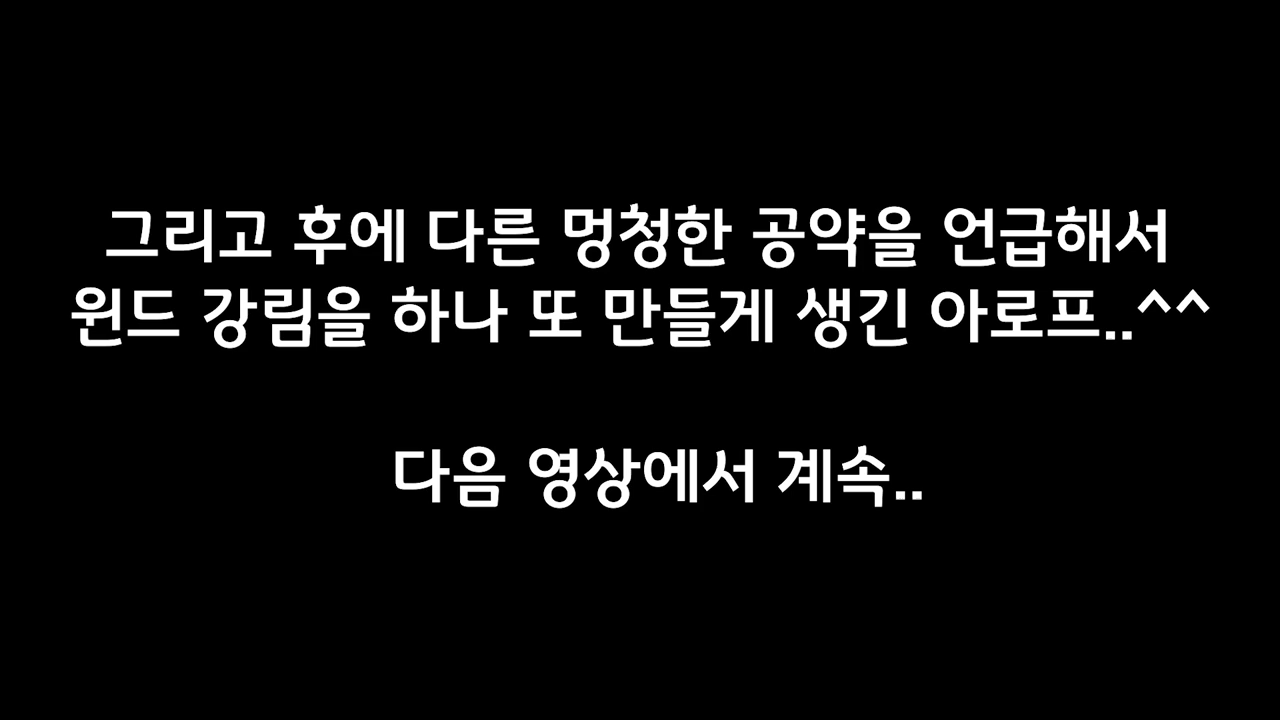 그리고 후에 다른 멍청한 공약을 언급해서
윈드 강림을 하나 또 만들게 생긴 아로프..^^
다음 영상에서 계속..